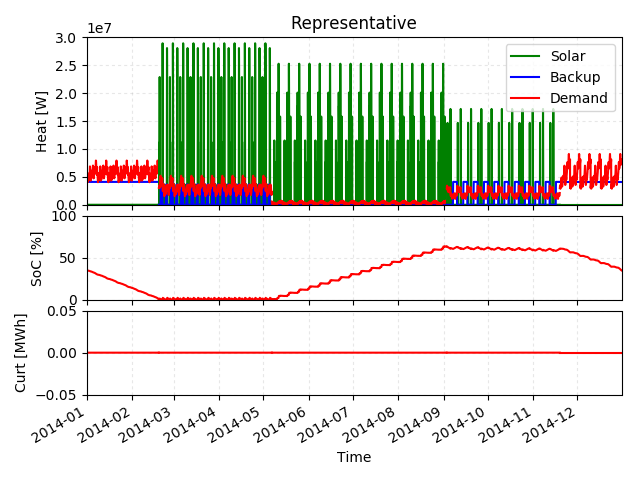 Representative
1e7
3.0
2.5
2.0
1.5
1.0
0.5
0.0
Heat [W]
Solar
Backup
Demand
100
50
0
SoC [%]
0.05
0.00
−0.05
Curt [MWh]
2014-01
2014-02
2014-03
2014-04
2014-05
2014-06
2014-07
2014-08
2014-09
2014-10
2014-11
2014-12
Time